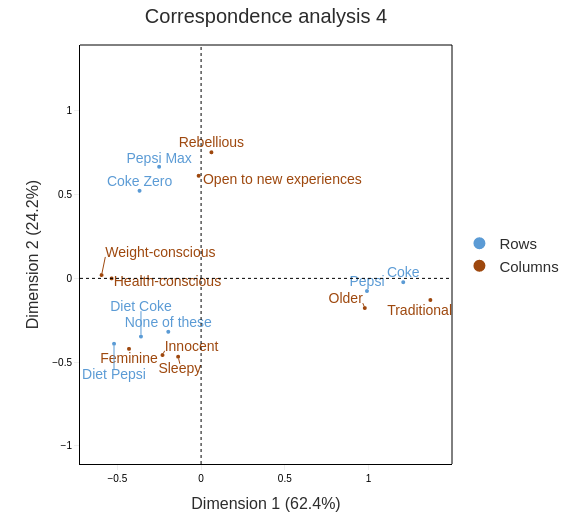 Correspondence analysis 4
Rebellious
Pepsi Max
Coke Zero
Open to new experiences
Weight-conscious
Health-conscious
Coke
Pepsi
Older
Traditional
Diet Coke
None of these
Innocent
Feminine
Sleepy
Diet Pepsi
1
0.5
0
−0.5
−1
−0.5
0
0.5
1
Dimension 1 (62.4%)
Dimension 2 (24.2%)
Rows
Columns